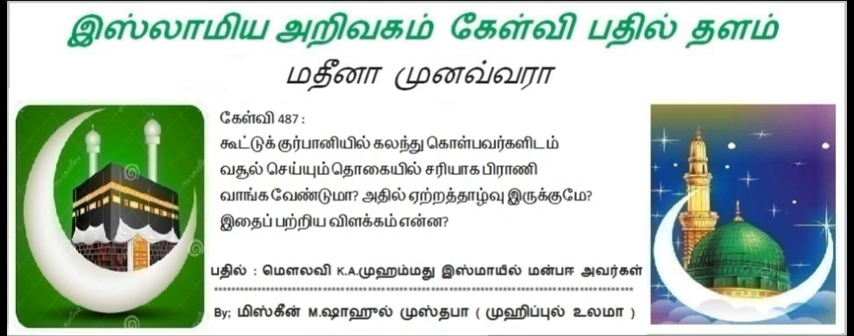 இஸ்லாமிய அறிவகம் கேள்வி பதில் தளம்
மதீனா முனவ்வரா
கேள்வி 487 :
கூட்டுக் குர்பானியில் கலந்து கொள்பவர்களிடம்
வசூல் செய்யும் தொகையில் சரியாக பிராணி
வாங்க வேண்டுமா? அதில் ஏற்றத்தாழ்வு இருக்குமே?
இதைப் பற்றிய விளக்கம் என்ன?
பதில் : மௌலவி K.A.முஹம்மது இஸ்மாயீல் மன்பஈ அவர்கள்
By; மிஸ்கீன் M.ஷாஹுல் முஸ்தபா ( முஹிப்புல் உலமா )